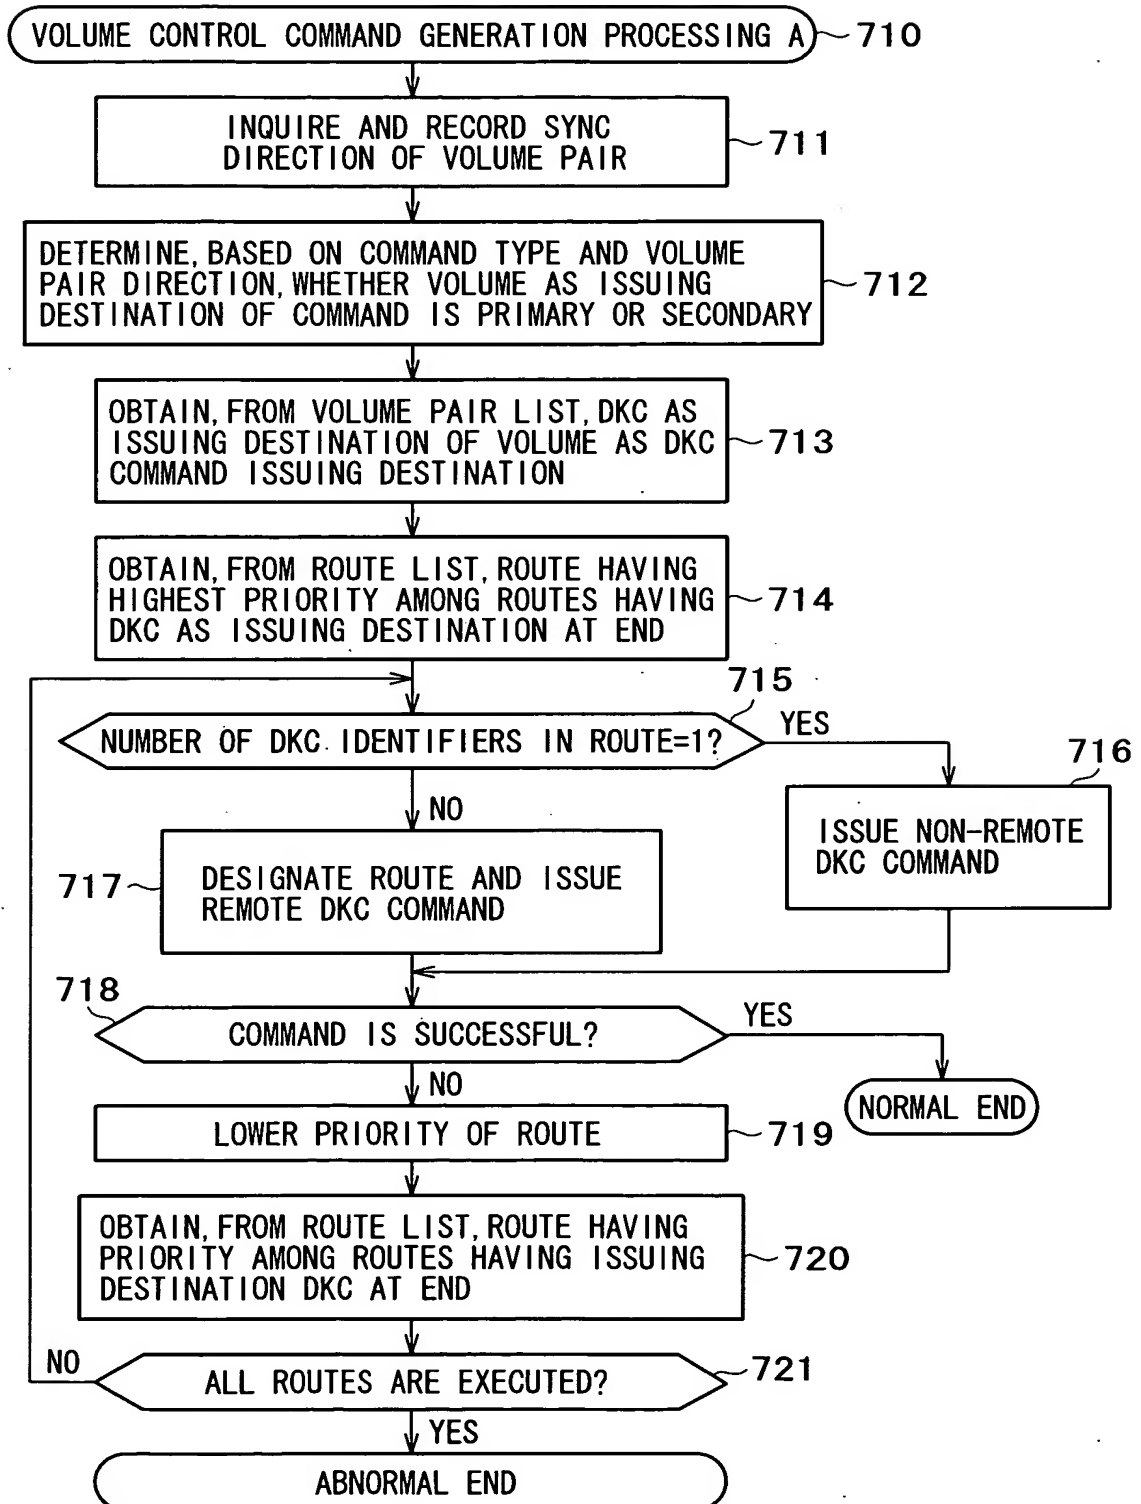 VOLUME CONTROL COMMAND GENERATION PROCESSING A
710
INQUIRE AND RECORD SYNC
DIRECTION OF VOLUME PAIR
711
DETERMINE, BASED ON COMMAND TYPE AND VOLUME
PAIR DIRECTION, WHETHER VOLUME AS ISSUING
DESTINATION OF COMMAND IS PRIMARY OR SECONDARY
712
OBTAIN, FROM VOLUME PAIR LIST, DKC AS
ISSUING DESTINATION OF VOLUME AS DKC
COMMAND ISSUING DESTINATION
713
OBTAIN, FROM ROUTE LIST, ROUTE HAVING
HIGHEST PRIORITY AMONG ROUTES HAVING
DKC AS ISSUING DESTINATION AT END
714
715
NUMBER OF DKC IDENTIFIERS IN ROUTE=1?
YES
716
NO
ISSUE NON-REMOTE
DKC COMMAND
717
DESIGNATE ROUTE AND ISSUE
REMOTE DKC COMMAND
718
COMMAND IS SUCCESSFUL?
YES
NO
NORMAL END
LOWER PRIORITY OF ROUTE
719
OBTAIN, FROM ROUTE LIST, ROUTE HAVING
PRIORITY AMONG ROUTES HAVING ISSUING
DESTINATION DKC AT END
720
NO
ALL ROUTES ARE EXECUTED?
721
YES
ABNORMAL END